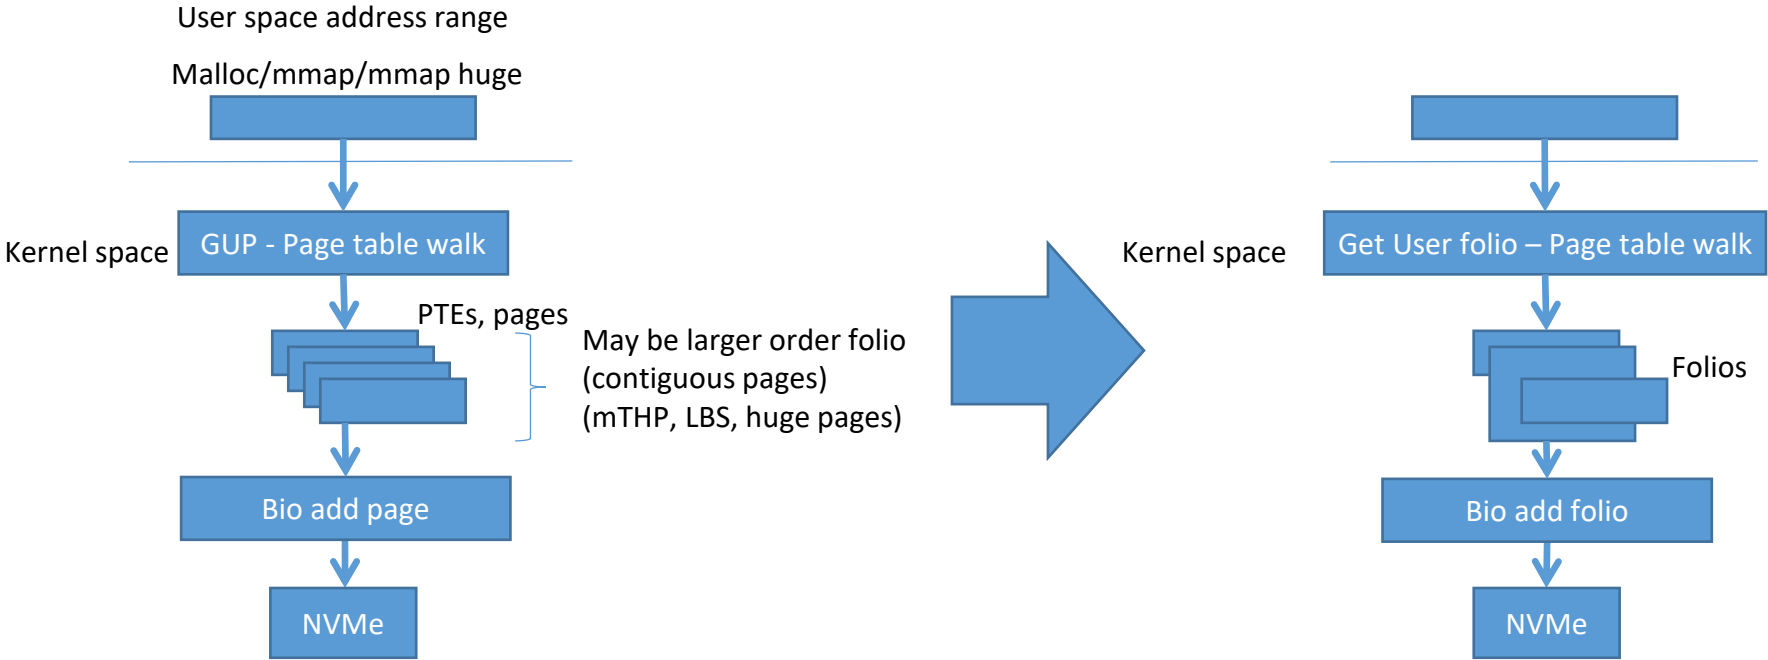 User space address range
Malloc/mmap/mmap huge
Kernel space
GUP - Page table walk
PTEs, pages
May be larger order folio
(contiguous pages)
(mTHP, LBS, huge pages)
Bio add page
NVMe
Kernel space
Get User folio – Page table walk
Folios
Bio add folio
NVMe